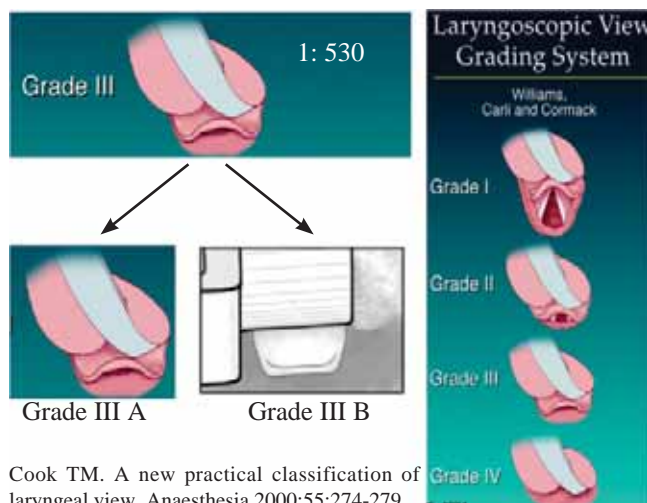 Grade III
1: 530
Grade III A
Grade III B
Cook TM. A new practical classification of
laryngeal view. Anaesthesia 2000;55:274-279
Laryngoscopic View
Grading System
Williams,
Carli and Cormack
Grade I
Grade II
Grade III
Grade IV